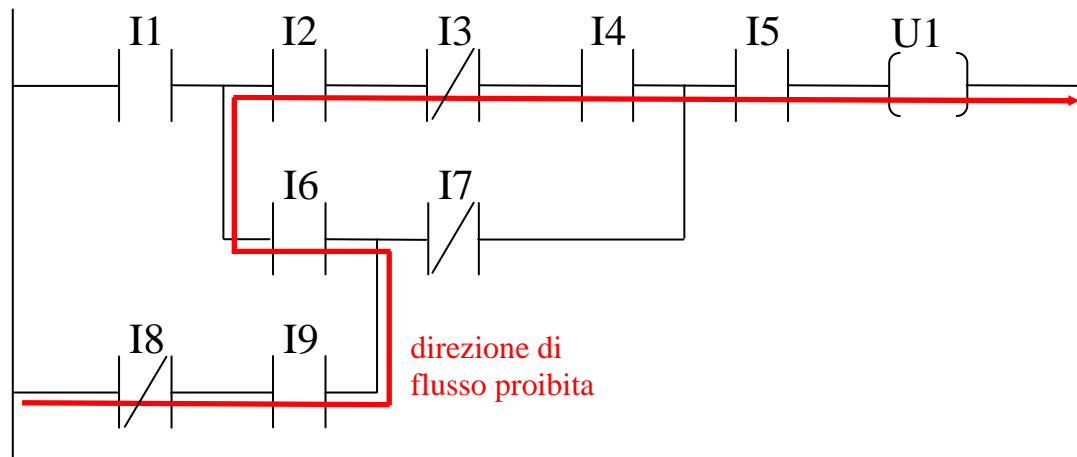 I1 I2 I3 I4 I5 U1
I6 I7
I8 I9
direzione di
flusso proibita